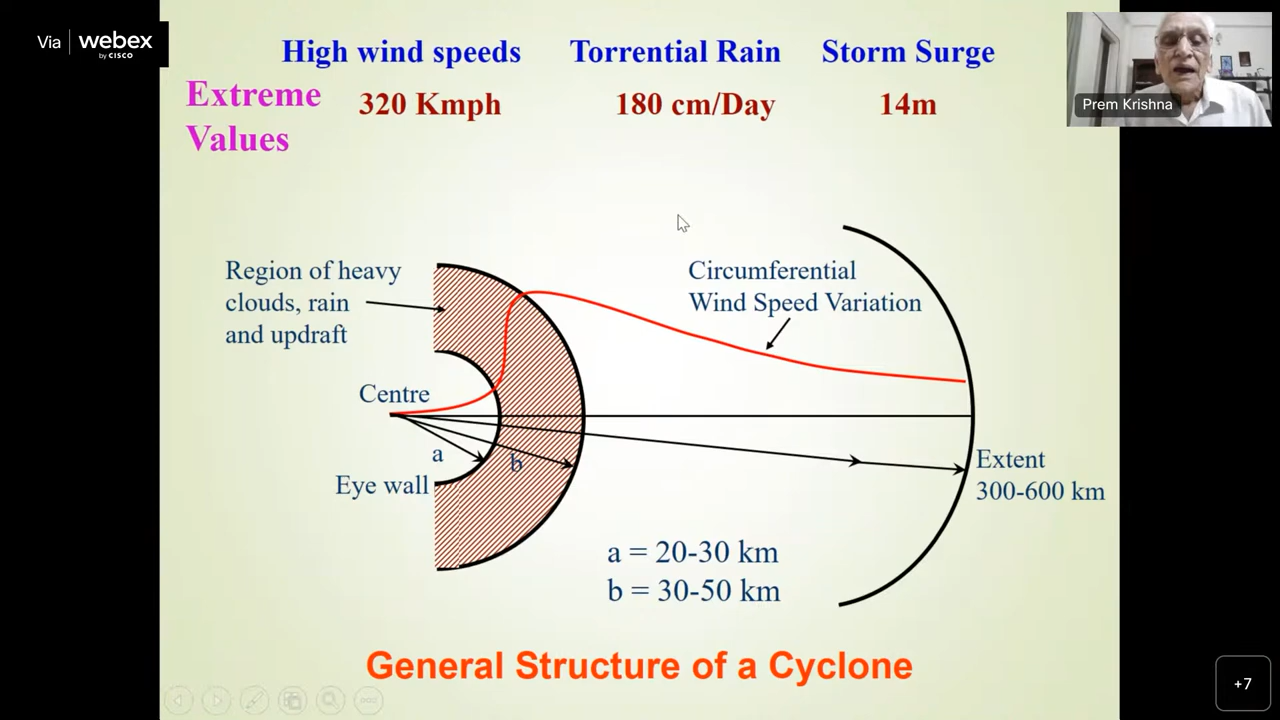 Via webex
by CISCO
High wind speeds Torrential Rain Storm Surge
Extreme Values 320 Kmph 180 cm/Day 14m
Prem Krishna
Region of heavy
clouds, rain
and updraft
Circumferential
Wind Speed Variation
Centre
a
b
Eye wall
Extent
300-600 km
a = 20-30 km
b = 30-50 km
General Structure of a Cyclone
+7